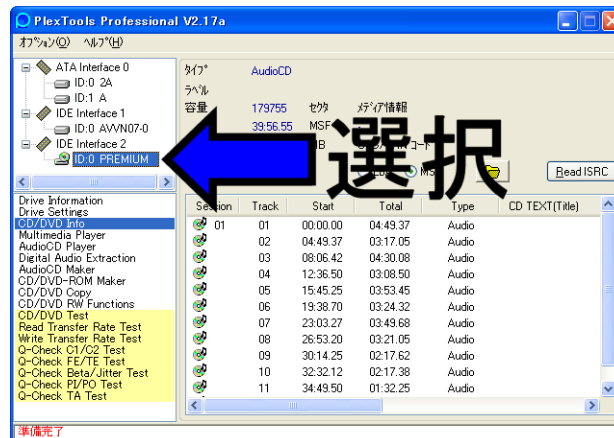 PlexTools Professional V2.17a
オプション(O) ヘルプ(H)
ATA Interface 0
ID:0 2A
ID:1 A
IDE Interface 1
ID:0 AVVN07-0
IDE Interface 2
ID:0 PREMIUM
タイプ AudioCD
ラベル
容量 179755 セクタ メディア情報
39:56.55 MSF
選択
Read ISRC
Drive Information
Drive Settings
CD/DVD Info
Multimedia Player
AudioCD Player
Digital Audio Extraction
AudioCD Maker
CD/DVD-ROM Maker
CD/DVD Copy
CD/DVD RW Functions
CD/DVD Test
Read Transfer Rate Test
Write Transfer Rate Test
Q-Check C1/C2 Test
Q-Check FE/TE Test
Q-Check Beta/Jitter Test
Q-Check PI/PO Test
Q-Check TA Test
Session Track Start Total Type CD TEXT(Title)
01 01 00:00.00 04:49.37 Audio
02 04:49.37 03:17.05 Audio
03 08:06.42 04:30.08 Audio
04 12:36.50 03:08.50 Audio
05 15:45.25 03:53.45 Audio
06 19:38.70 03:24.32 Audio
07 23:03.27 03:49.68 Audio
08 26:53.20 03:21.05 Audio
09 30:14.25 02:17.62 Audio
10 32:32.12 02:17.38 Audio
11 34:49.50 01:32.25 Audio
準備完了